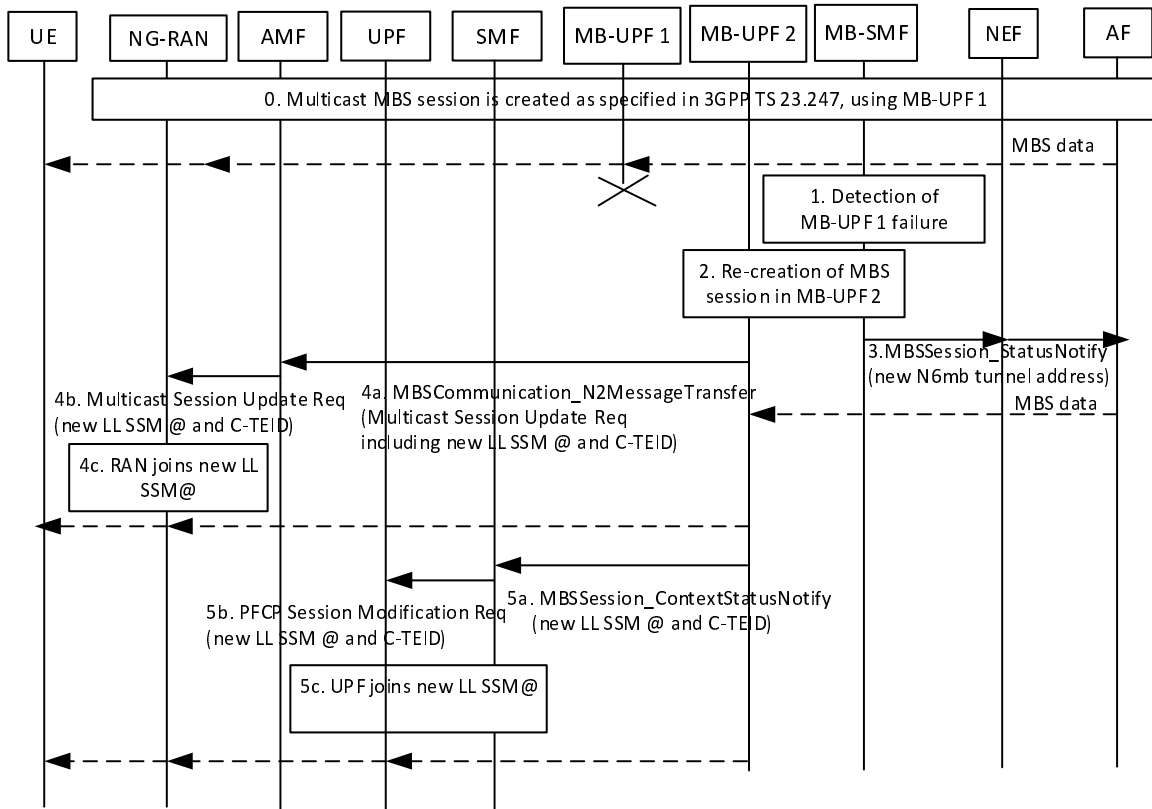 UE
NG-RAN
AMF
UPF
SMF
MB-UPF 1
MB-UPF 2
MB-SMF
NEF
AF
0. Multicast MBS session is created as specified in 3GPP TS 23.247, using MB-UPF 1
MBS data
1. Detection of
MB-UPF 1 failure
2. Re-creation of MBS
session in MB-UPF 2
3.MBSSession_StatusNotify
(new N6mb tunnel address)
MBS data
4a. MBSCommunication_N2MessageTransfer
(Multicast Session Update Req
including new LL SSM @ and C-TEID)
4b. Multicast Session Update Req
(new LL SSM @ and C-TEID)
4c. RAN joins new LL
SSM@
5a. MBSSession_ContextStatusNotify
(new LL SSM @ and C-TEID)
5b. PFCP Session Modification Req
(new LL SSM @ and C-TEID)
5c. UPF joins new LL SSM@